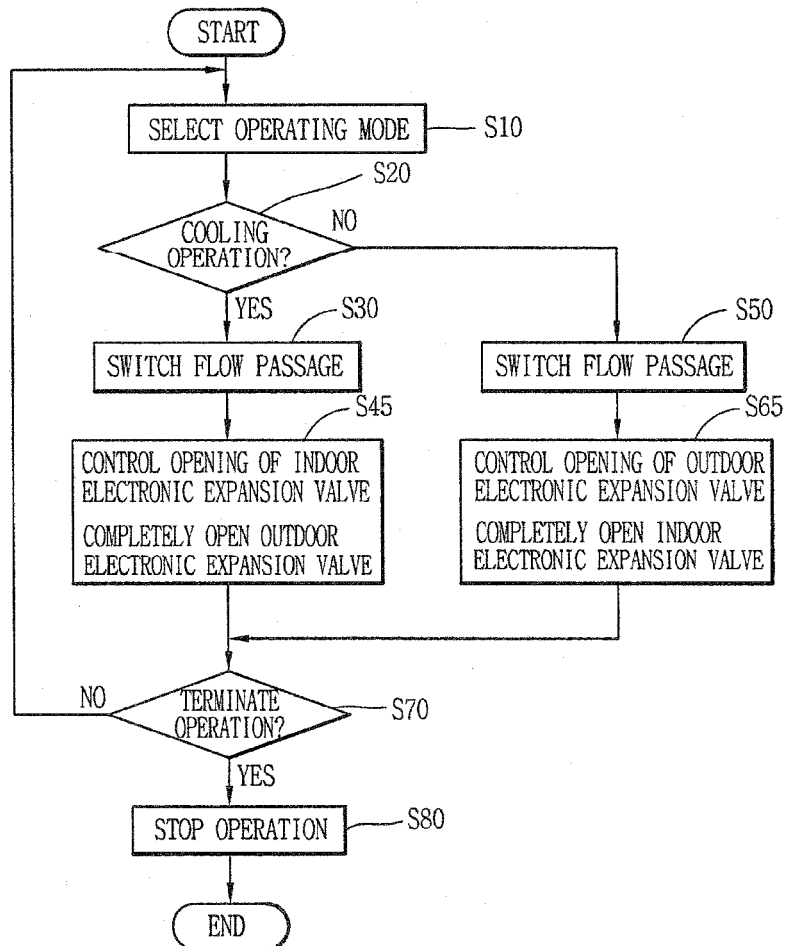 START
SELECT OPERATING MODE
S10
S20
COOLING
OPERATION?
NO
YES
S30
S50
SWITCH FLOW PASSAGE
SWITCH FLOW PASSAGE
S45
S65
CONTROL OPENING OF INDOOR
ELECTRONIC EXPANSION VALVE
COMPLETELY OPEN OUTDOOR
ELECTRONIC EXPANSION VALVE
CONTROL OPENING OF OUTDOOR
ELECTRONIC EXPANSION VALVE
COMPLETELY OPEN INDOOR
ELECTRONIC EXPANSION VALVE
NO
TERMINATE
OPERATION?
S70
YES
STOP OPERATION
S80
END